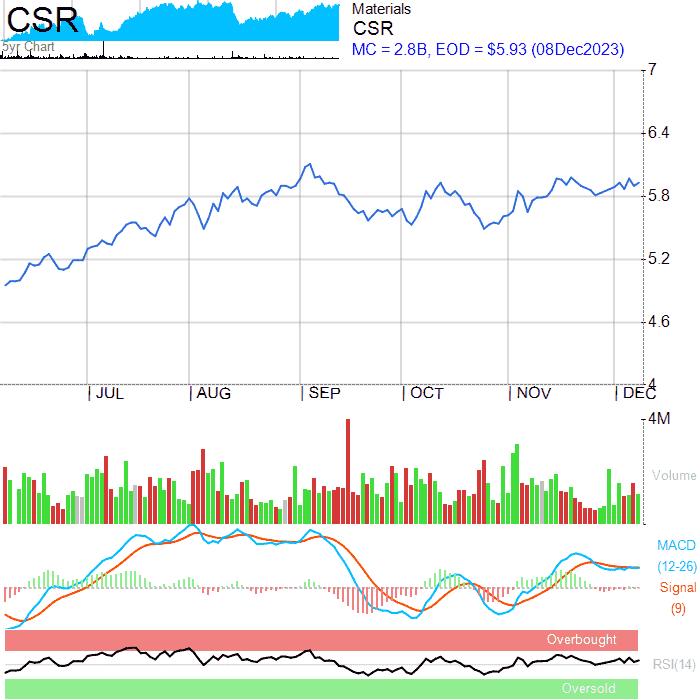 CSR
5yr Chart
Materials
CSR
MC = 2.8B, EOD = $5.93 (08Dec2023)
7
6.4
5.8
5.2
4.6
4
JUL AUG SEP OCT NOV DEC
4M
Volume
MACD
(12-26)
Signal
(9)
Overbought
RSI(14)
Oversold